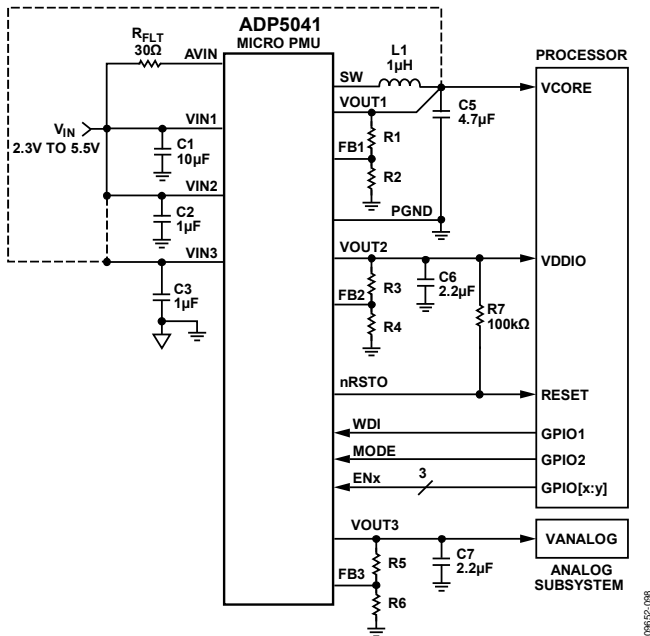 ADP5041
MICRO PMU
RFLT
30Ω
AVIN
VIN
2.3V TO 5.5V
VIN1
C1
10µF
VIN2
C2
1µF
VIN3
C3
1µF
L1
1µH
SW
VOUT1
C5
4.7µF
R1
FB1
R2
PGND
VOUT2
C6
2.2µF
R3
FB2
R4
R7
100kΩ
nRSTO
WDI
MODE
ENx
3
VOUT3
C7
2.2µF
R5
FB3
R6
PROCESSOR
VCORE
VDDIO
RESET
GPIO1
GPIO2
GPIO[x:y]
VANALOG
ANALOG
SUBSYSTEM
09652-098